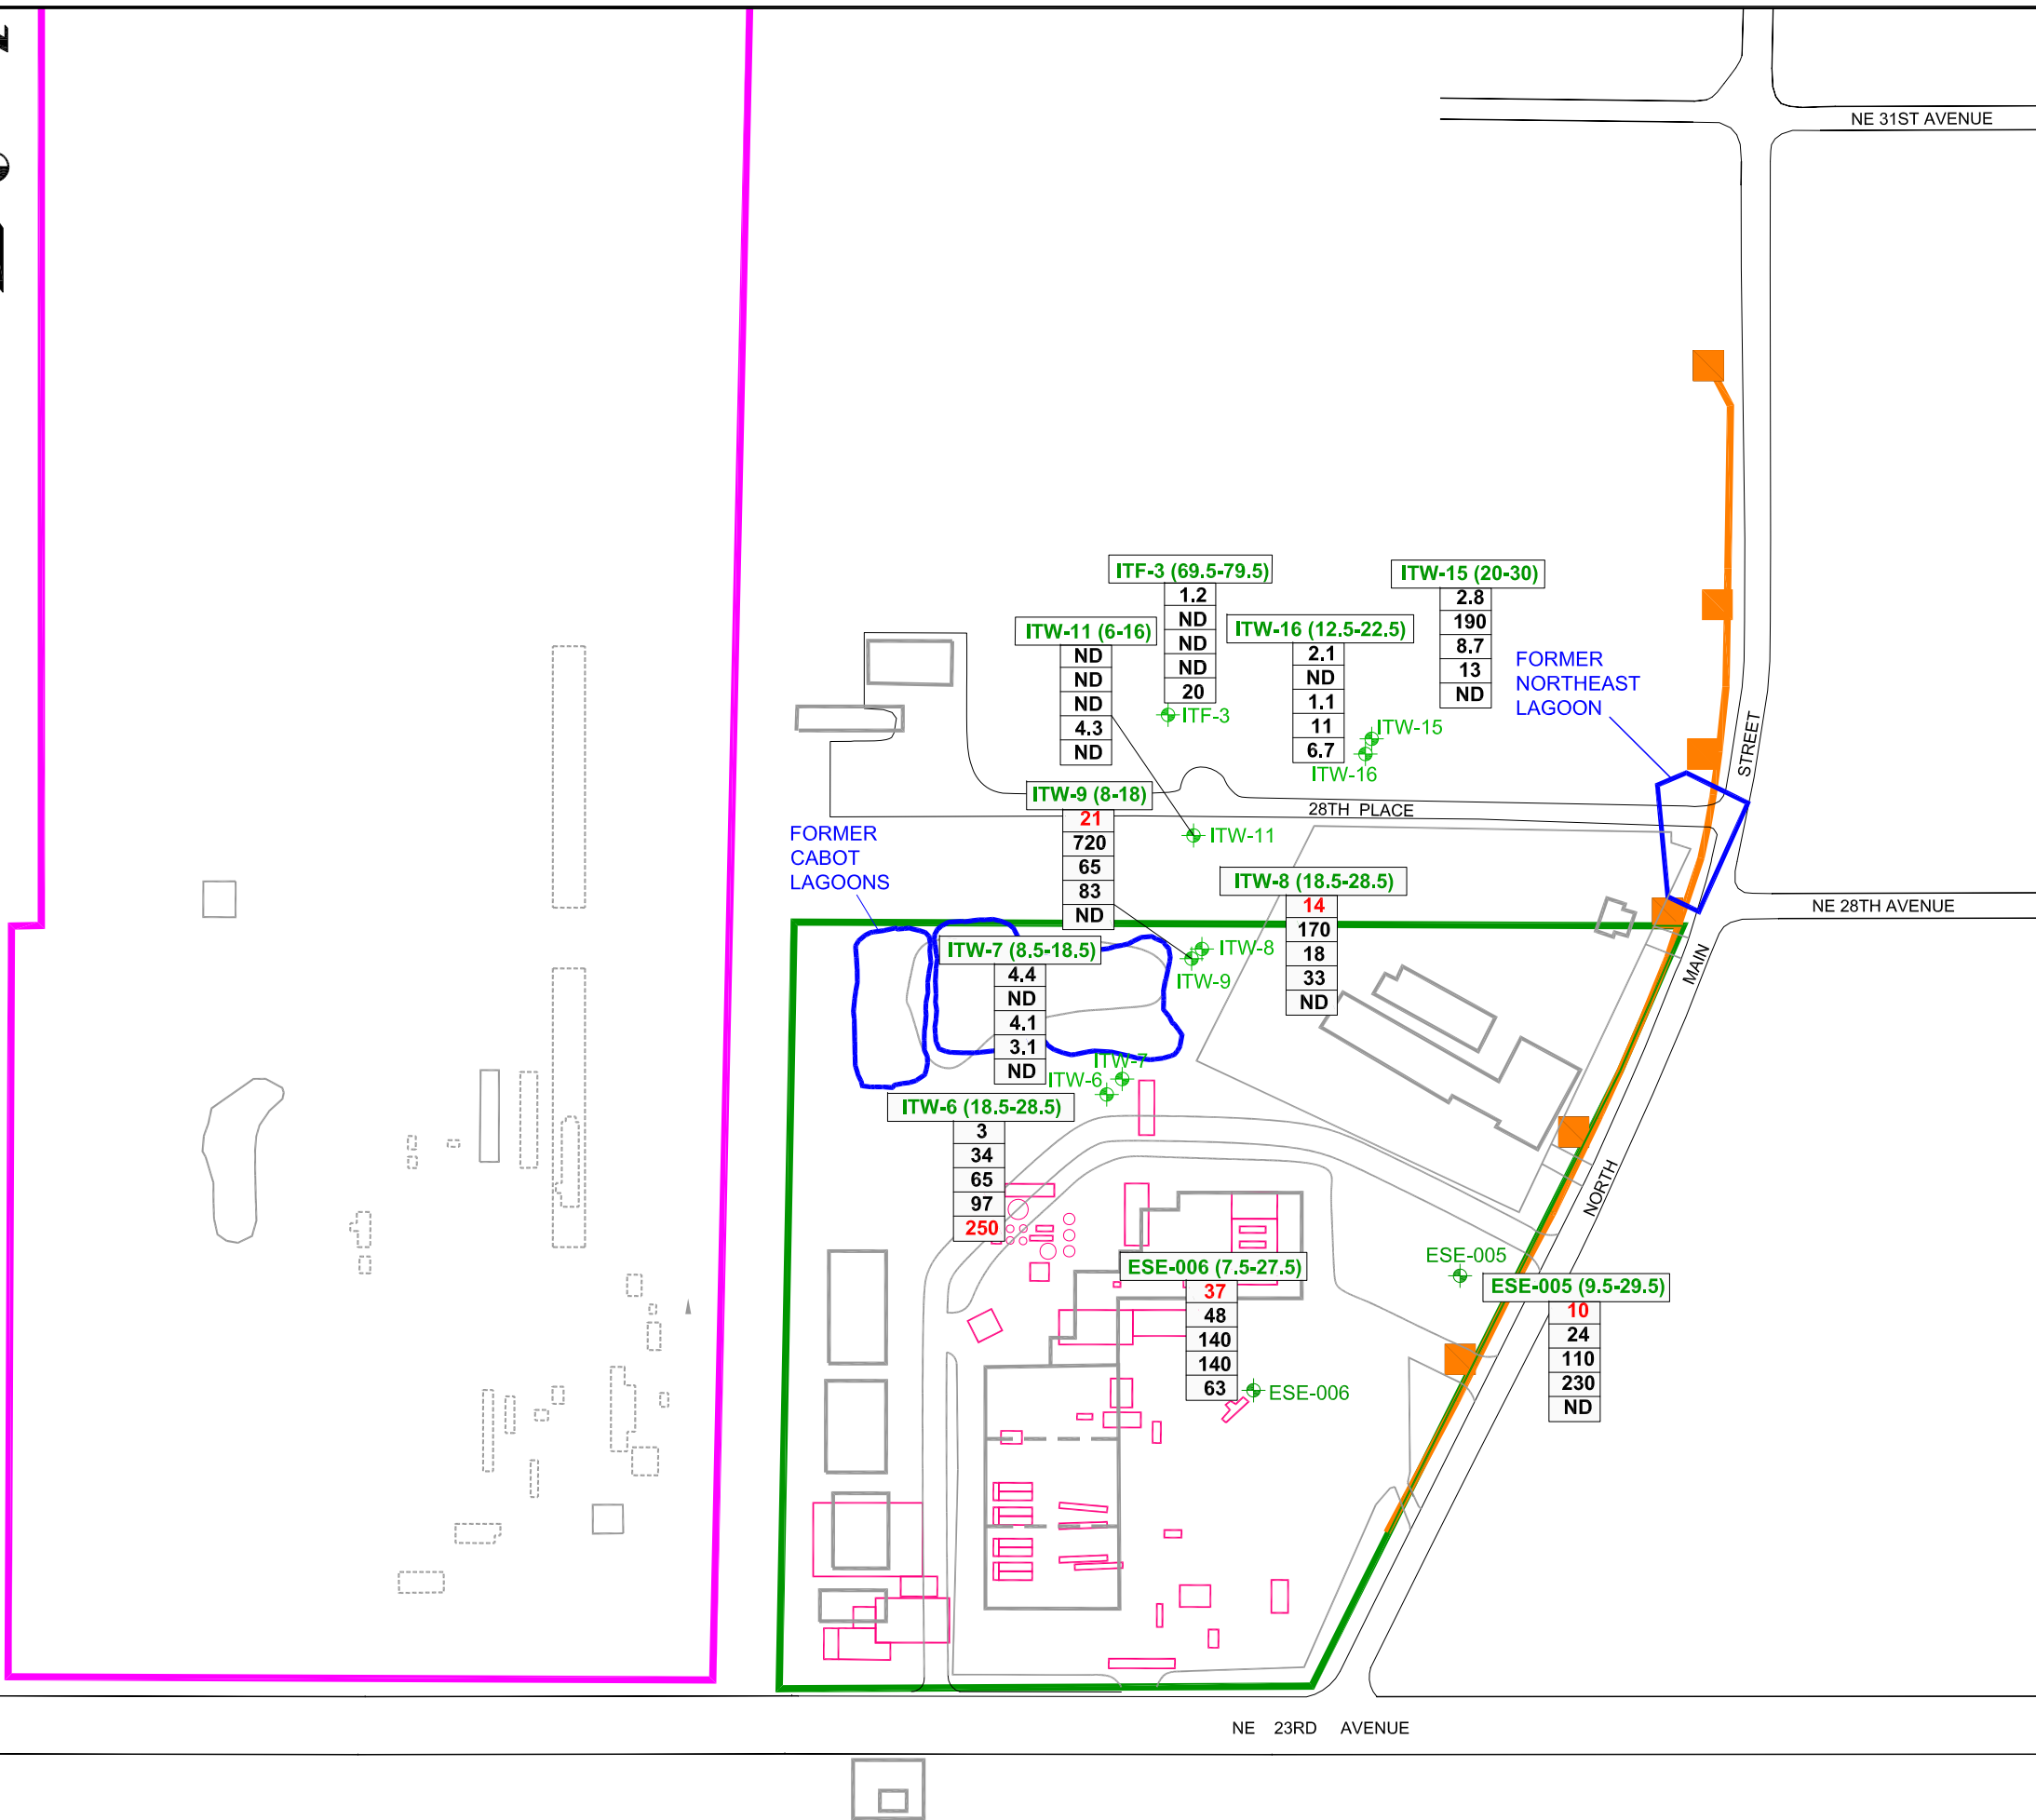 NE 31ST AVENUE
ITF-3 (69.5-79.5)
1.2
ND
ND
ND
20
ITF-3
ITW-15 (20-30)
2.8
190
8.7
13
ND
ITW-15
ITW-11 (6-16)
ND
ND
ND
4.3
ND
ITW-11
ITW-16 (12.5-22.5)
2.1
ND
1.1
11
6.7
ITW-16
FORMER
NORTHEAST
LAGOON
STREET
28TH PLACE
ITW-9 (8-18)
21
720
65
83
ND
ITW-9
FORMER
CABOT
LAGOONS
ITW-8 (18.5-28.5)
14
170
18
33
ND
ITW-8
NE 28TH AVENUE
MAIN
ITW-7 (8.5-18.5)
4.4
ND
4.1
3.1
ND
ITW-7
ITW-6
ITW-6 (18.5-28.5)
3
34
65
97
250
NORTH
ESE-005
ESE-005 (9.5-29.5)
10
24
110
230
ND
ESE-006 (7.5-27.5)
37
48
140
140
63
ESE-006
NE 23RD AVENUE